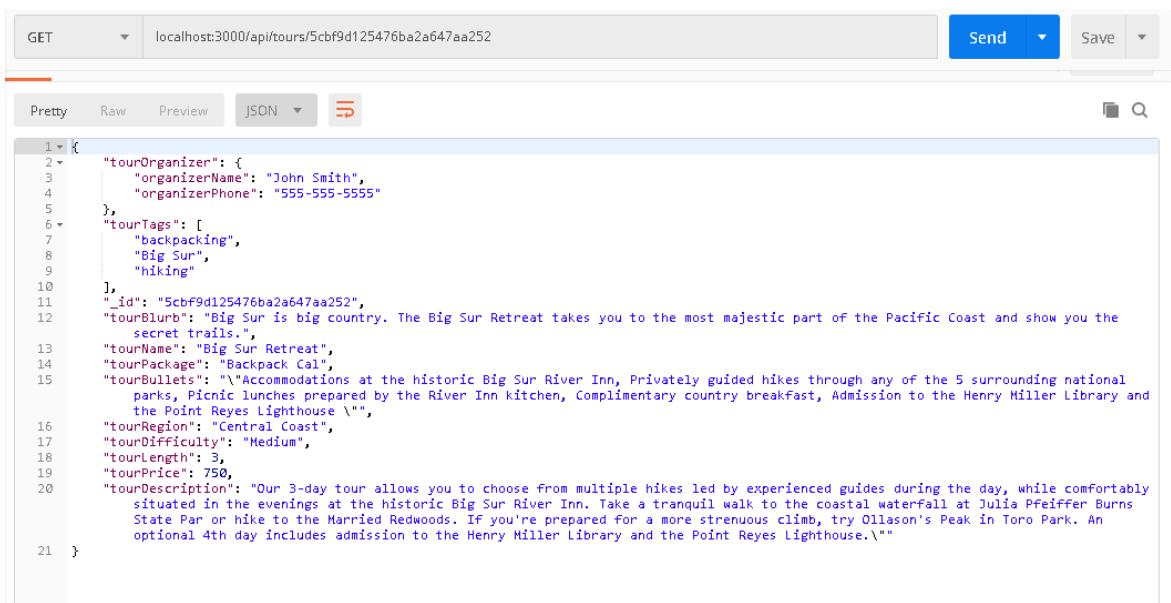 GET localhost:3000/api/tours/5cbf9d125476ba2a647aa252 Send Save
Pretty Raw Preview JSON
1 {
2 "tourOrganizer": {
3 "organizerName": "John Smith",
4 "organizerPhone": "555-555-5555"
5 },
6 "tourTags": [
7 "backpacking",
8 "Big Sur",
9 "hiking"
10 ],
11 "_id": "5cbf9d125476ba2a647aa252",
12 "tourBlurb": "Big Sur is big country. The Big Sur Retreat takes you to the most majestic part of the Pacific Coast and show you the
secret trails.",
13 "tourName": "Big Sur Retreat",
14 "tourPackage": "Backpack Cal",
15 "tourBullets": "\"Accommodations at the historic Big Sur River Inn, Privately guided hikes through any of the 5 surrounding national
parks, Picnic lunches prepared by the River Inn kitchen, Complimentary country breakfast, Admission to the Henry Miller Library and
the Point Reyes Lighthouse \"",
16 "tourRegion": "Central Coast",
17 "tourDifficulty": "Medium",
18 "tourLength": 3,
19 "tourPrice": 750,
20 "tourDescription": "Our 3-day tour allows you to choose from multiple hikes led by experienced guides during the day, while comfortably
situated in the evenings at the historic Big Sur River Inn. Take a tranquil walk to the coastal waterfall at Julia Pfeiffer Burns
State Par or hike to the Married Redwoods. If you're prepared for a more strenuous climb, try Ollason's Peak in Toro Park. An
optional 4th day includes admission to the Henry Miller Library and the Point Reyes Lighthouse.\""
21 }